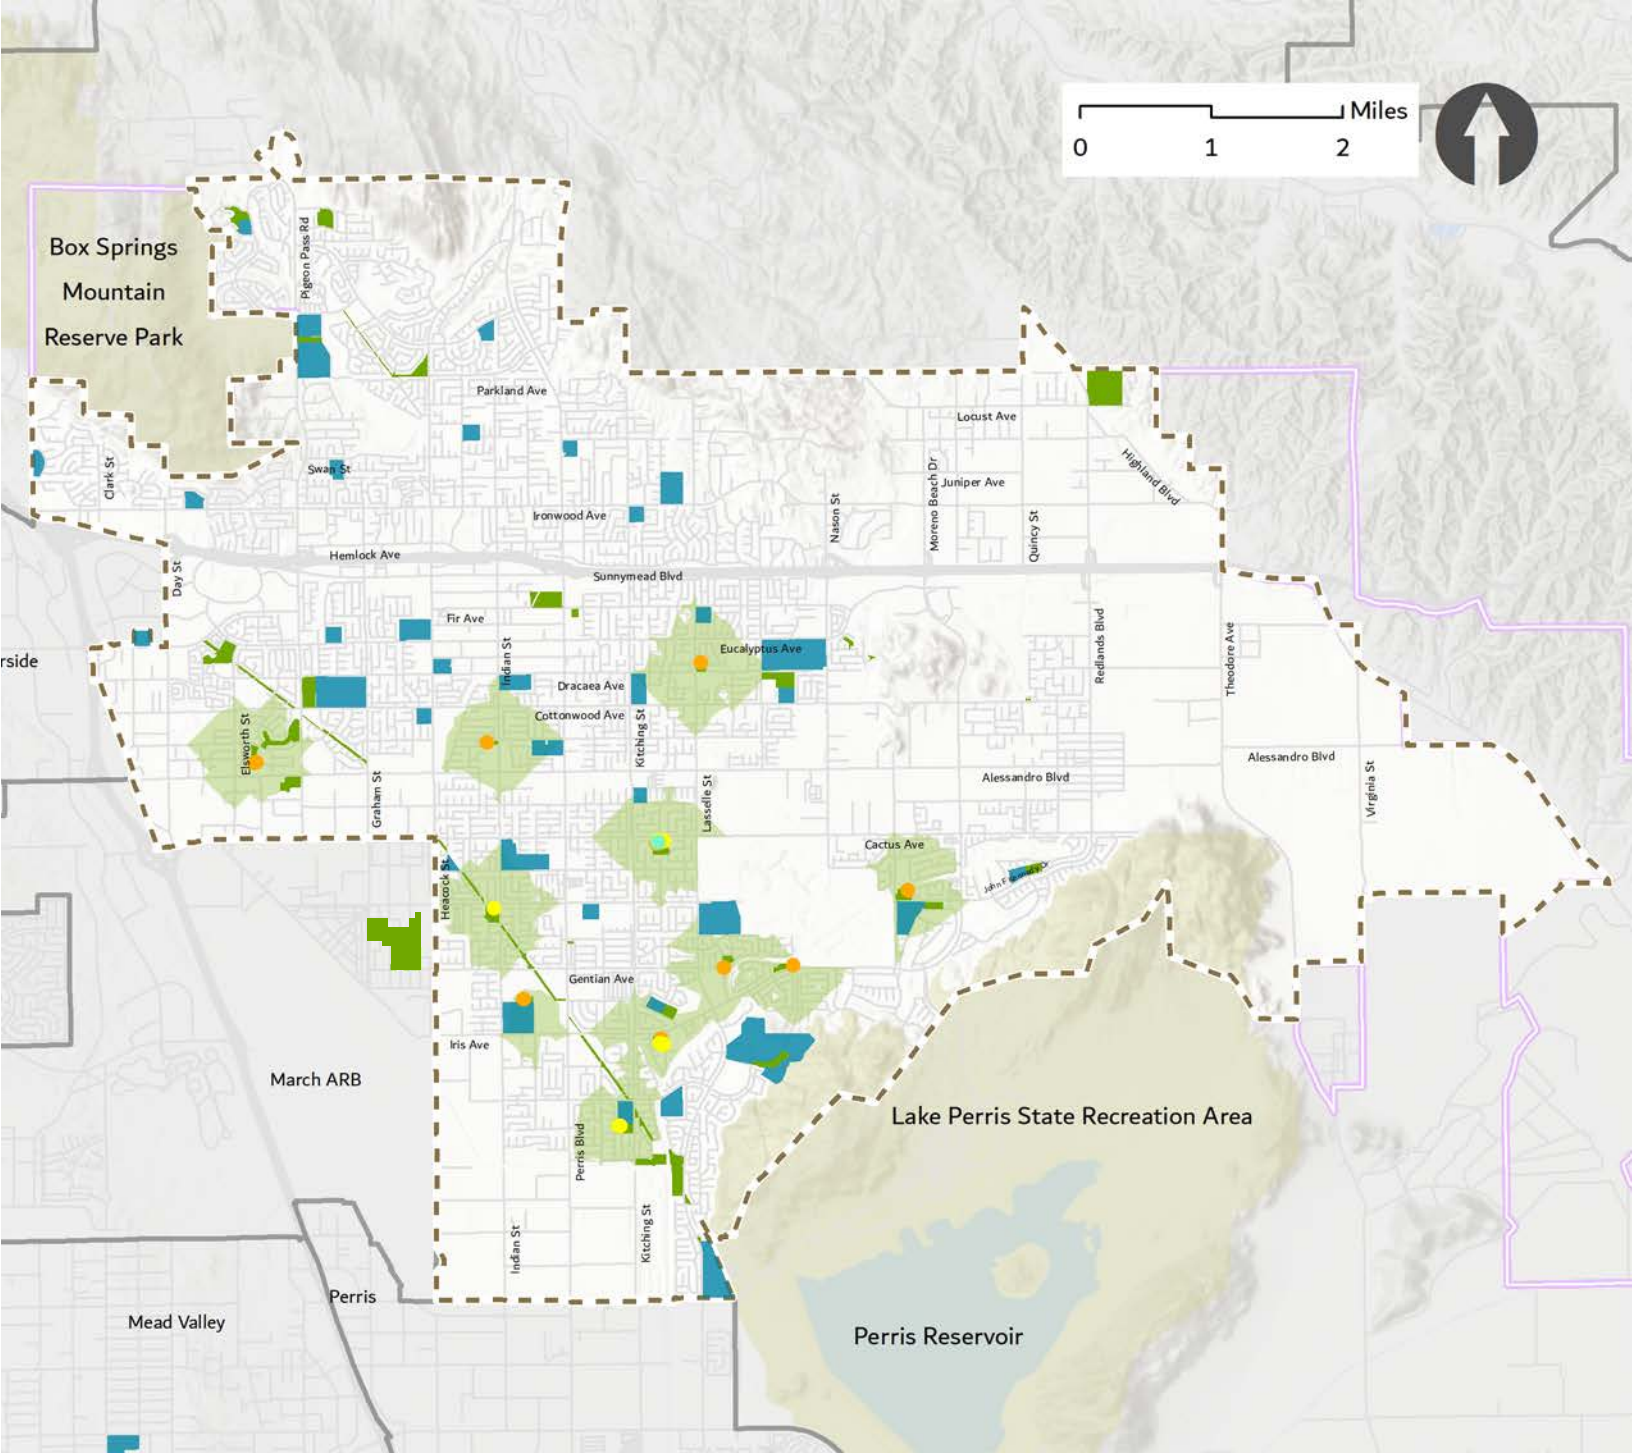 Miles
0 1 2
Box Springs
Mountain
Reserve Park
Pigeon Pass Rd
Parkland Ave
Locust Ave
Highland Blvd
Clark St
Swan St
Juniper Ave
Moreno Beach Dr
Nason St
Quincy St
Ironwood Ave
Hemlock Ave
Day St
Sunnymead Blvd
Fir Ave
Indian St
Eucalyptus Ave
Redlands Blvd
Theodore Ave
rside
Dracaea Ave
Cottonwood Ave
Kitching St
Elsworth St
Alessandro Blvd
Alessandro Blvd
Virginia St
Graham St
Lasselle St
Cactus Ave
Heacock St
Gentian Ave
Iris Ave
March ARB
Lake Perris State Recreation Area
Perris Blvd
Kitching St
Indian St
Perris
Mead Valley
Perris Reservoir